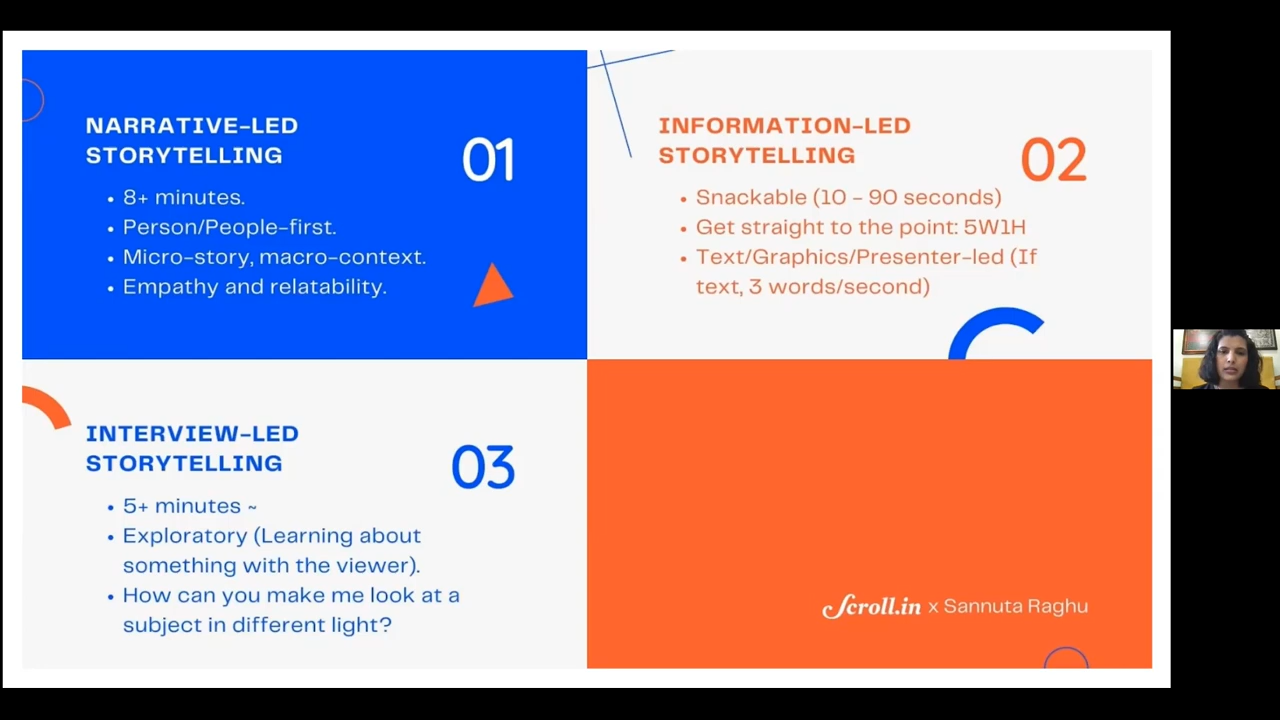 NARRATIVE-LED
STORYTELLING
01
• 8+ minutes.
• Person/People-first.
• Micro-story, macro-context.
• Empathy and relatability.
INFORMATION-LED
STORYTELLING
02
• Snackable (10 - 90 seconds)
• Get straight to the point: 5W1H
• Text/Graphics/Presenter-led (If
text, 3 words/second)
INTERVIEW-LED
STORYTELLING
03
• 5+ minutes ~
• Exploratory (Learning about
something with the viewer).
• How can you make me look at a
subject in different light?
Scroll.in x Sannuta Raghu